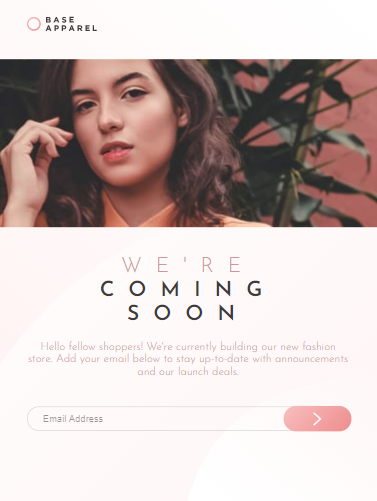 BASE
APPAREL
WE'RE
COMING
SOON
Hello fellow shoppers! We're currently building our new fashion
store. Add your email below to stay up-to-date with announcements
and our launch deals.
Email Address